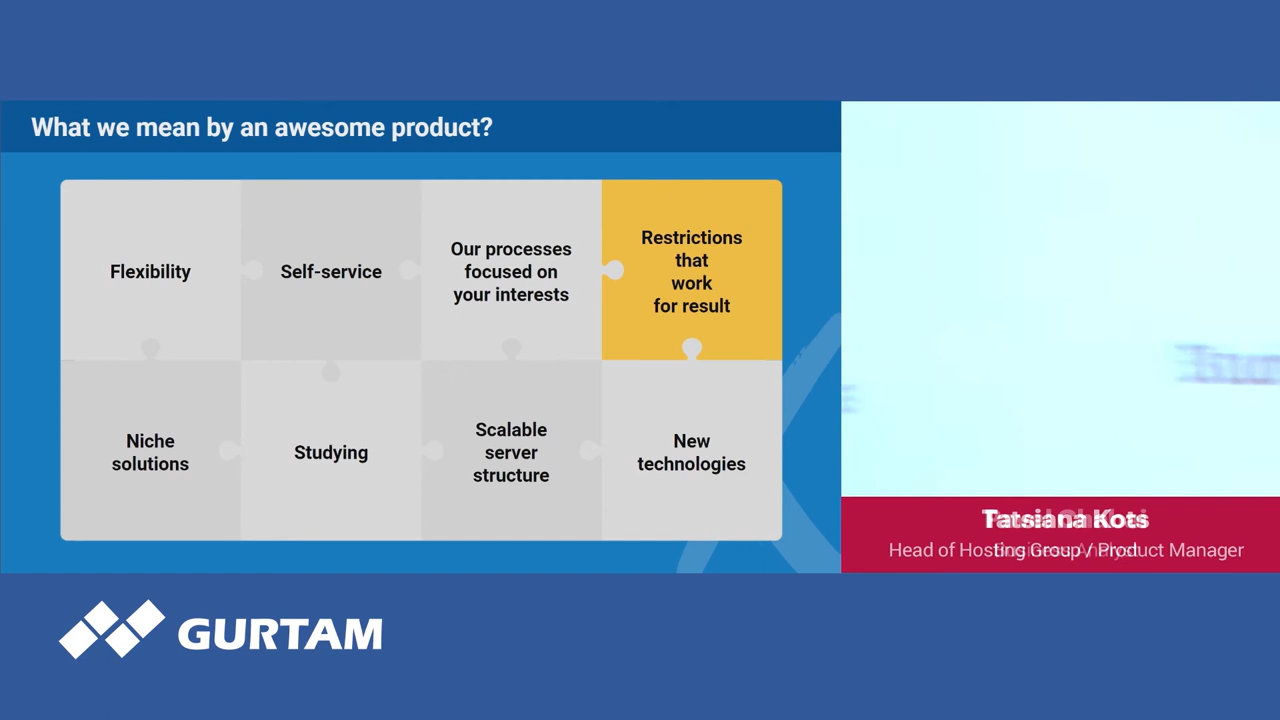 What we mean by an awesome product?
Flexibility
Self-service
Our processes
focused on
your interests
Restrictions
that
work
for result
Niche
solutions
Studying
Scalable
server
structure
New
technologies
Tatsiana Kots
Head of Hosting Group / Product Manager
GURTAM